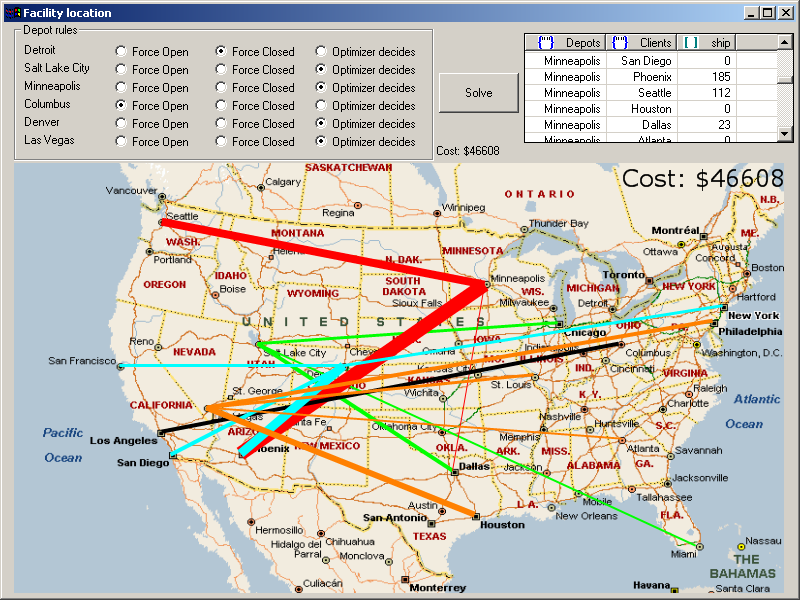 Facility location
Depot rules
Detroit Force Open Force Closed Optimizer decides
Salt Lake City Force Open Force Closed Optimizer decides
Minneapolis Force Open Force Closed Optimizer decides
Columbus Force Open Force Closed Optimizer decides
Denver Force Open Force Closed Optimizer decides
Las Vegas Force Open Force Closed Optimizer decides
Solve
Cost: $46608
{"} Depots {"} Clients [ ] ship
Minneapolis San Diego 0
Minneapolis Phoenix 185
Minneapolis Seattle 112
Minneapolis Houston 0
Minneapolis Dallas 23
Minneapolis Atlanta 0
Cost: $46608
SASKATCHEWAN
Calgary
Vancouver
ONTARIO
N.B.
Regina
Winnipeg
Seattle
Thunder Bay
Montréal
ME.
WASH.
MONTANA
Helena
N. DAK.
MINNESOTA
Ottawa
Augusta
Concord
Portland
Boston
IDAHO
Boise
OREGON
WYOMING
SOUTH
DAKOTA
Sioux Falls
Minneapolis
WIS.
Milwaukee
MICHIGAN
Detroit
Toronto
NEW YORK
Hartford
UNITED STATES
New York
Philadelphia
Reno
NEVADA
Salt Lake City
UTAH
Omaha
IOWA
Chicago
OHIO
Columbus
Washington, D.C.
San Francisco
St. George
KANSAS
Kansas City
Wichita
ILLINOIS
St. Louis
IND.
Cincinnati
VIRGINIA
Raleigh
CALIFORNIA
K.Y.
Charlotte
Atlantic
Ocean
Pacific
Ocean
Los Angeles
San Diego
Phoenix
NEW MEXICO
Oklahoma City
OKLA.
ARK.
Memphis
Nashville
Huntsville
S.C.
Atlanta
Savannah
Dallas
Jackson
MISS.
ALABAMA
GA.
Jacksonville
Tallahassee
Mobile
Austin
San Antonio
TEXAS
Houston
L.A.
New Orleans
FLA.
Miami
Nassau
THE
BAHAMAS
Hermosillo
Chihuahua
Hidalgo del
Parral
Monclova
Culiacán
Monterrey
Havana
Santa Clara